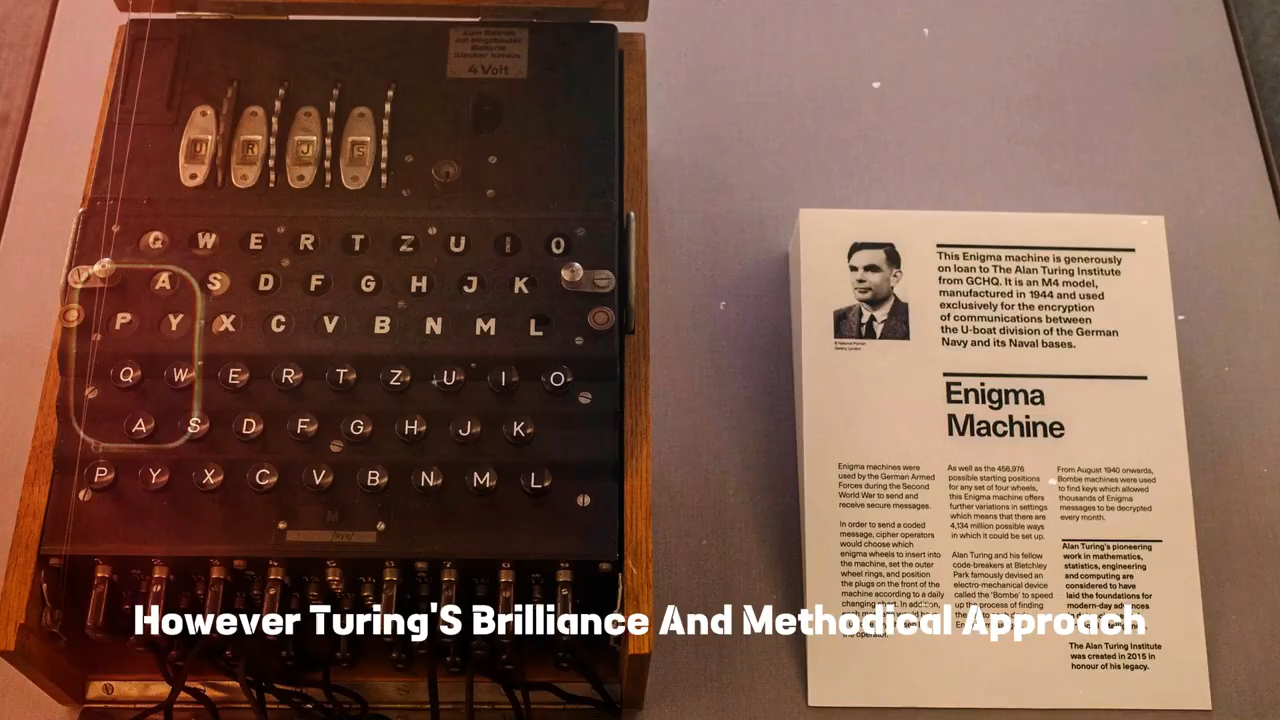 Zum Betrieb
mit eingebauter
Batterie
Stecker heraus
4 Volt
U R J S
Q W E R T Z U I O
A S D F G H J K
P Y X C V B N M L
Q W E R T Z U I O
A S D F G H J K
P Y X C V B N M L
M
This Enigma machine is generously
on loan to The Alan Turing Institute
from GCHQ. It is an M4 model,
manufactured in 1944 and used
exclusively for the encryption
of communications between
the U-boat division of the German
Navy and its Naval bases.
Enigma
Machine
Enigma machines were
used by the German Armed
Forces during the Second
World War to send and
receive secure messages.
In order to send a coded
message, cipher operators
would choose which
enigma wheels to insert into
the machine, set the outer
wheel rings, and position
the plugs on the front of the
machine according to a daily
changing chart. In addition,
the operator.
As well as the 456,976
possible starting positions
for any set of four wheels,
this Enigma machine offers
further variations in settings
which means that there are
4,134 million possible ways
in which it could be set up.
Alan Turing and his fellow
code-breakers at Bletchley
Park famously devised an
electro-mechanical device
called the 'Bombe' to speed
up the process of finding
From August 1940 onwards,
Bombe machines were used
to find keys which allowed
thousands of Enigma
messages to be decrypted
every month.
Alan Turing's pioneering
work in mathematics,
statistics, engineering
and computing are
considered to have
laid the foundations for
modern-day advances
The Alan Turing Institute
was created in 2015 in
honour of his legacy.
However Turing'S Brilliance And Methodical Approach